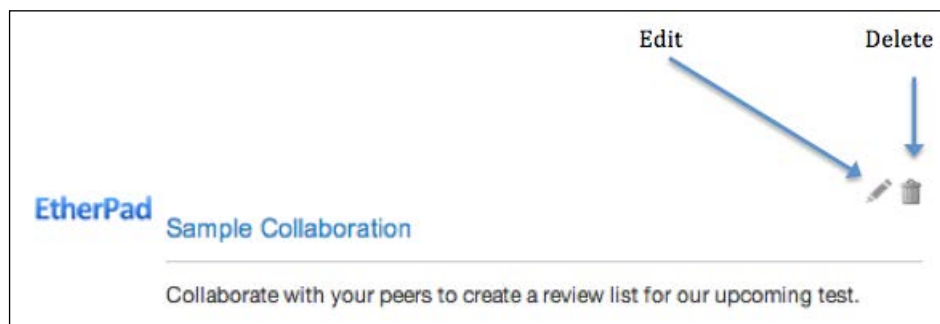 Edit Delete
EtherPad
Sample Collaboration
Collaborate with your peers to create a review list for our upcoming test.